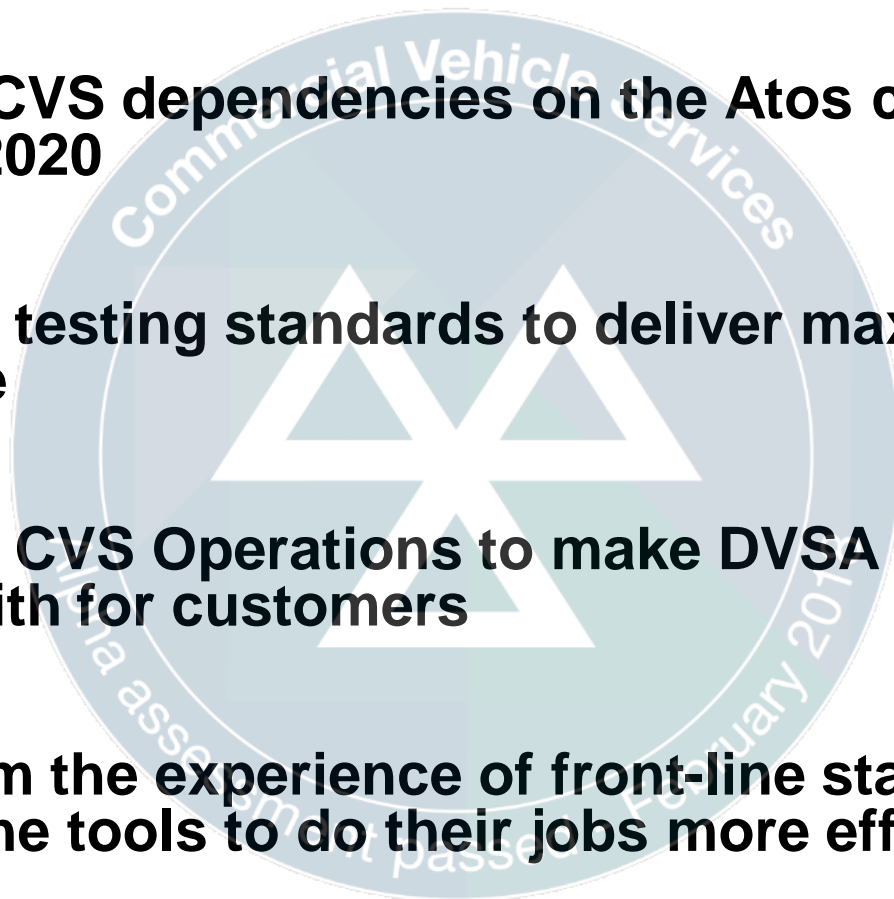 Commercial Vehicle Services
CVS dependencies on the Atos c
2020
testing standards to deliver max
e
CVS Operations to make DVSA
ith for customers
m the experience of front-line sta
ne tools to do their jobs more eff
Alpha assessment passed - February